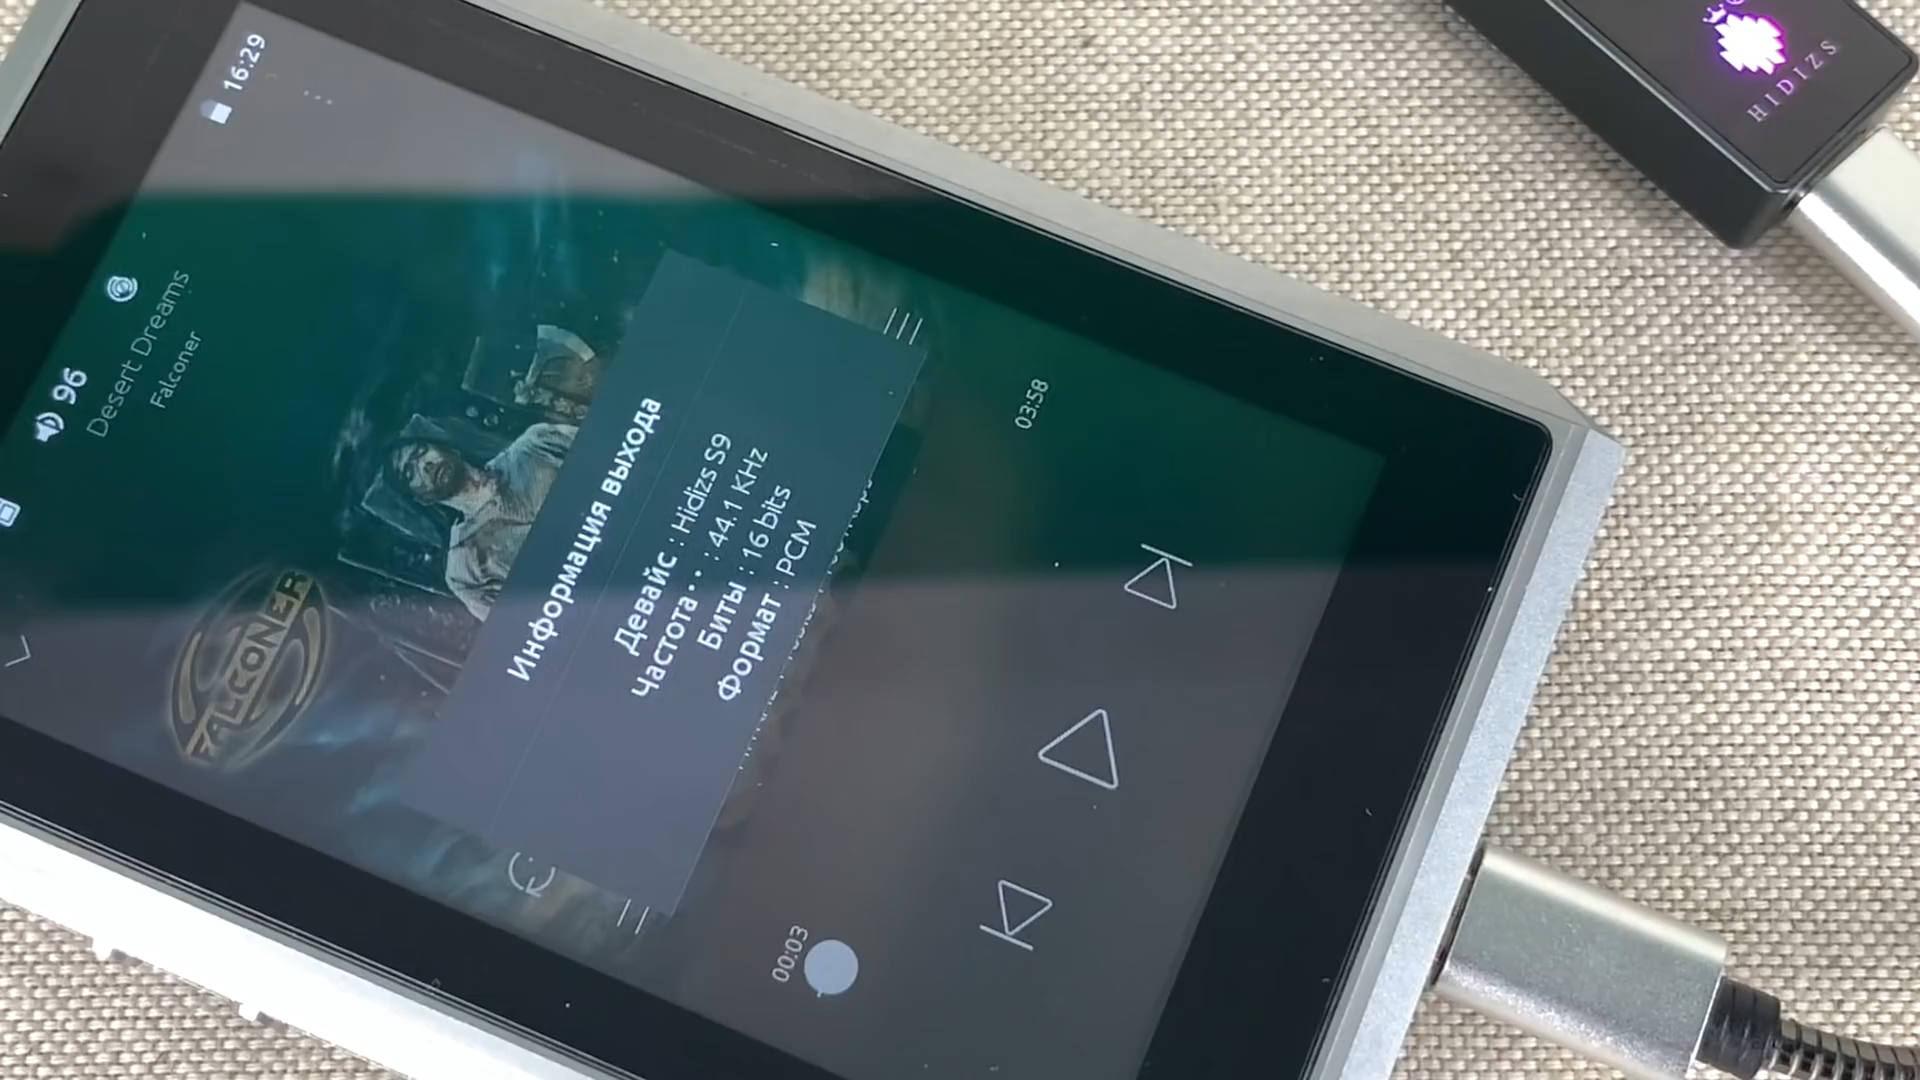 16:29
96
Desert Dreams
Falconer
FALCONER
Информация выхода
Девайс : Hidizs S9
Частота • • : 44.1 KHz
Биты : 16 bits
Формат : PCM
00:03
03:58
HIDIZS